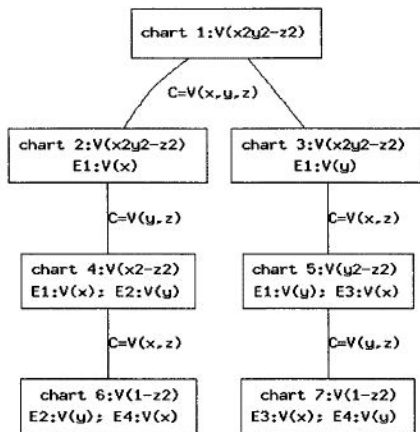 chart 1:V(x2y2-z2)
C=V(x,y,z)
chart 2:V(x2y2-z2)
E1:V(x)
chart 3:V(x2y2-z2)
E1:V(y)
C=V(y,z)
C=V(x,z)
chart 4:V(x2-z2)
E1:V(x); E2:V(y)
chart 5:V(y2-z2)
E1:V(y); E3:V(x)
C=V(x,z)
C=V(y,z)
chart 6:V(1-z2)
E2:V(y); E4:V(x)
chart 7:V(1-z2)
E3:V(x); E4:V(y)